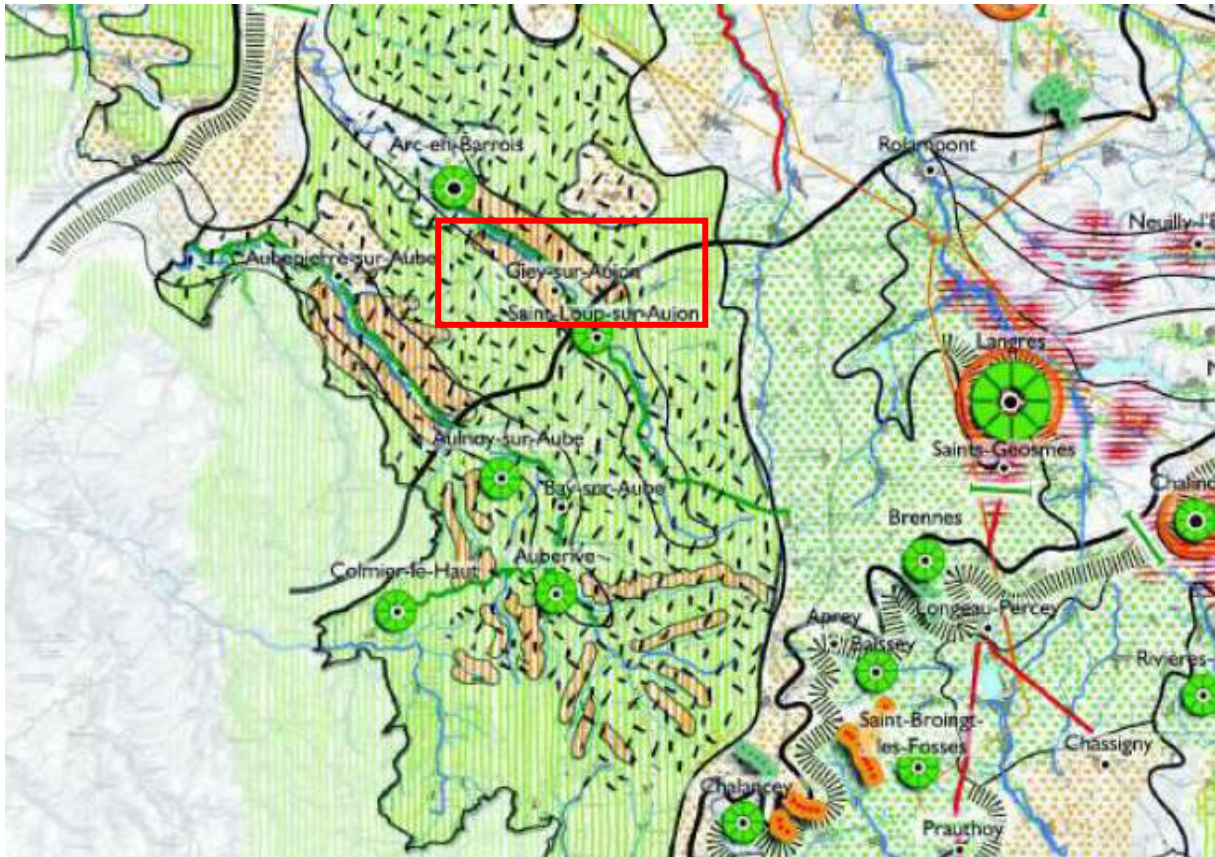 Arc-en-Barrois
Rolampont
Neuilly-l'É
Aubepierre-sur-Aube
Giey-sur-Aujon
Saint-Loup-sur-Aujon
Langres
Aulnoy-sur-Aube
Saints-Geosmes
Bay-sur-Aube
Chalind
Brennes
Auberive
Colmier-le-Haut
Longeau-Percey
Aprey
Baissey
Rivières-
Saint-Broingt-
les-Fosses
Chassigny
Chalancey
Prauthoy